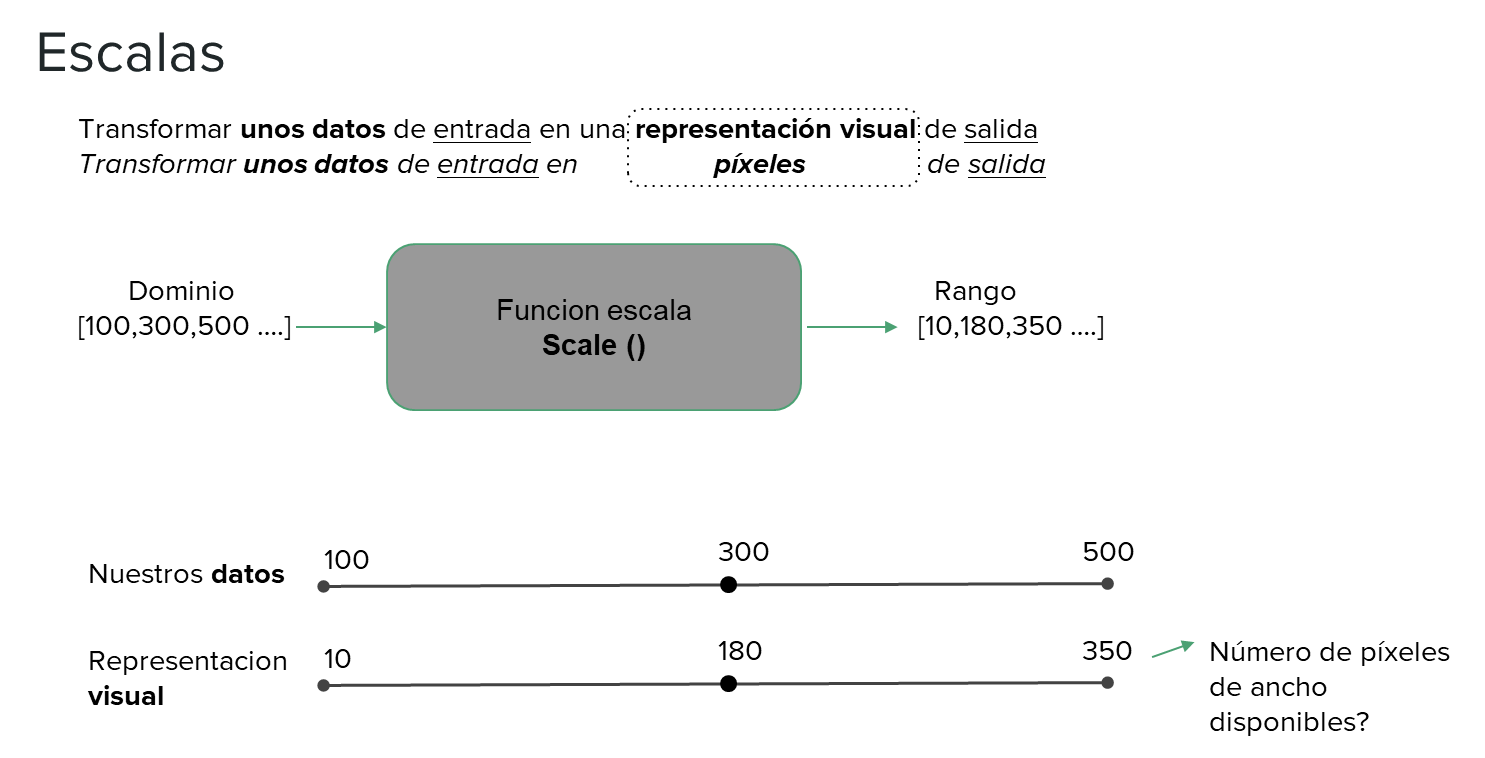 Escalas
Transformar unos datos de entrada en una representación visual de salida
Transformar unos datos de entrada en píxeles de salida
Dominio
[100,300,500 ....]
Funcion escala
Scale ()
Rango
[10,180,350 ....]
Nuestros datos
100
300
500
Representacion
visual
10
180
350
Número de píxeles
de ancho
disponibles?